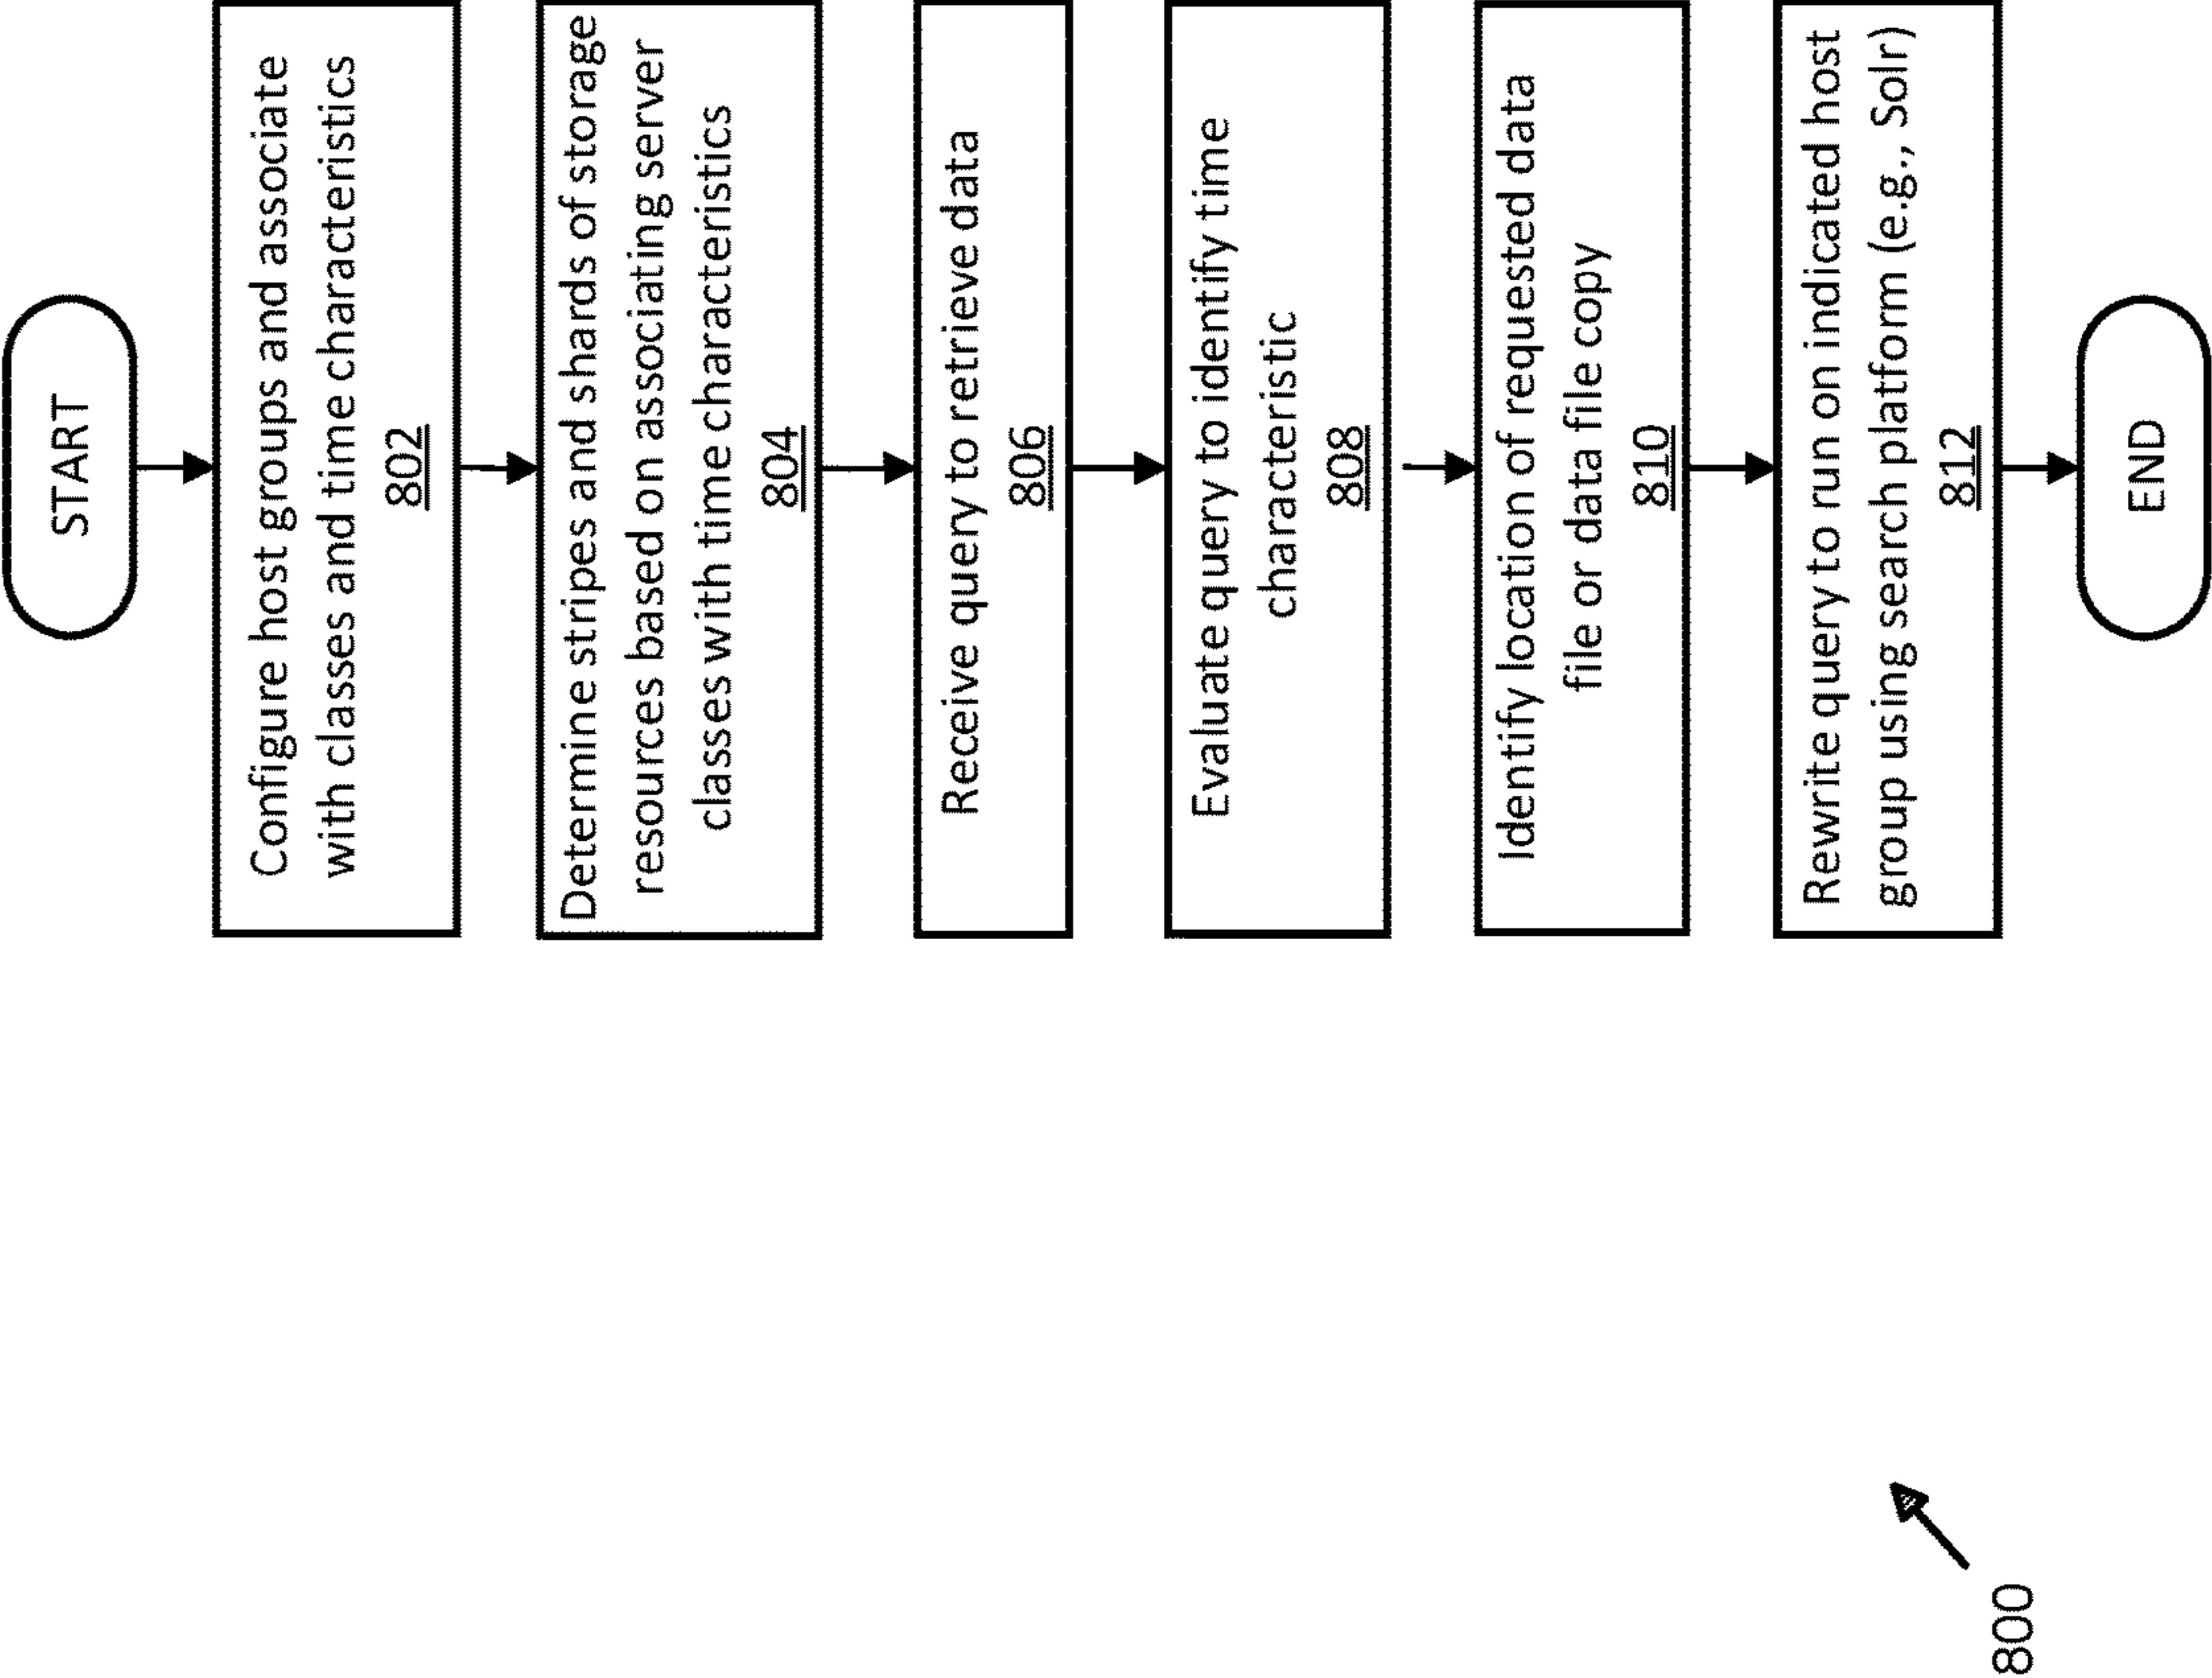 START
Configure host groups and associate
with classes and time characteristics
802
Determine stripes and shards of storage
resources based on associating server
classes with time characteristics
804
Receive query to retrieve data
806
Evaluate query to identify time
characteristic
808
Identify location of requested data
file or data file copy
810
Rewrite query to run on indicated host
group using search platform (e.g., Solr)
812
END
800